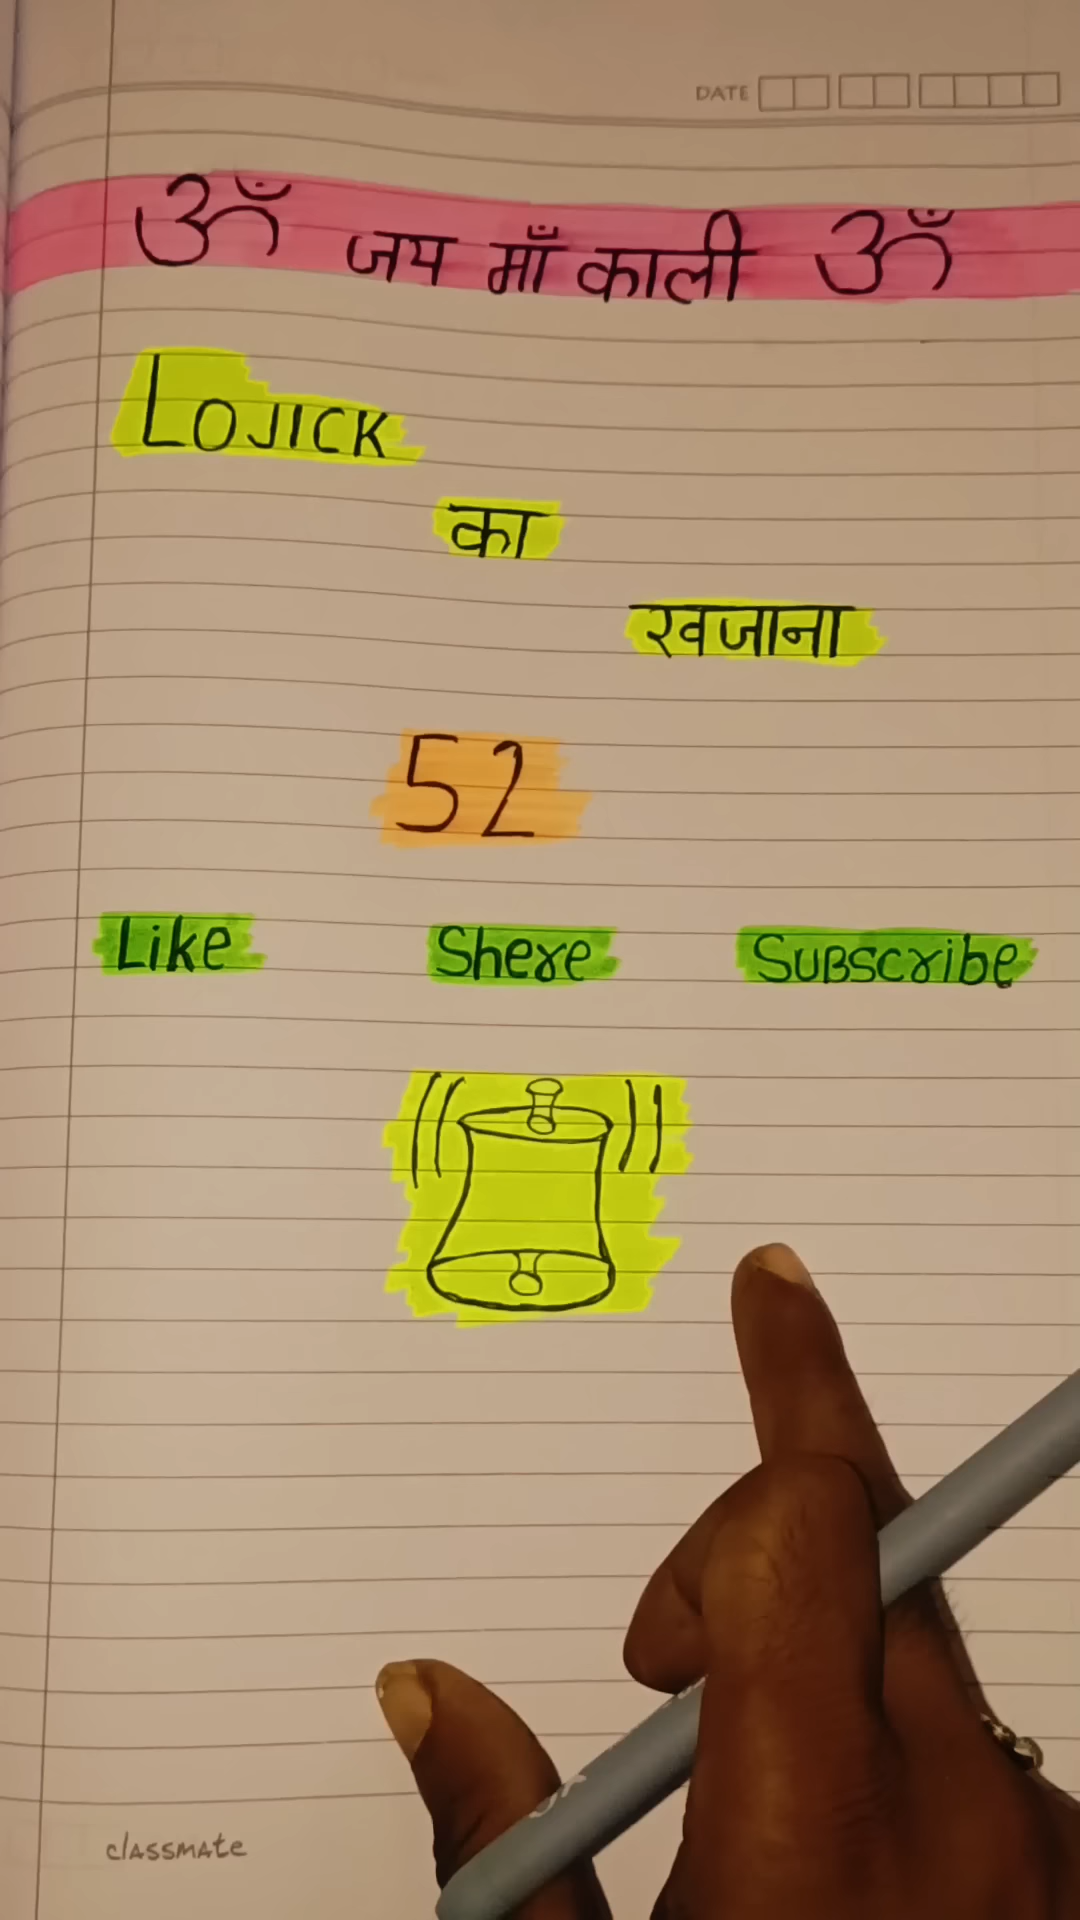 DATE
ॐ जय माँ काली ॐ
LOJICK
का
खजाना
52
Like Shere Subscribe
classmate